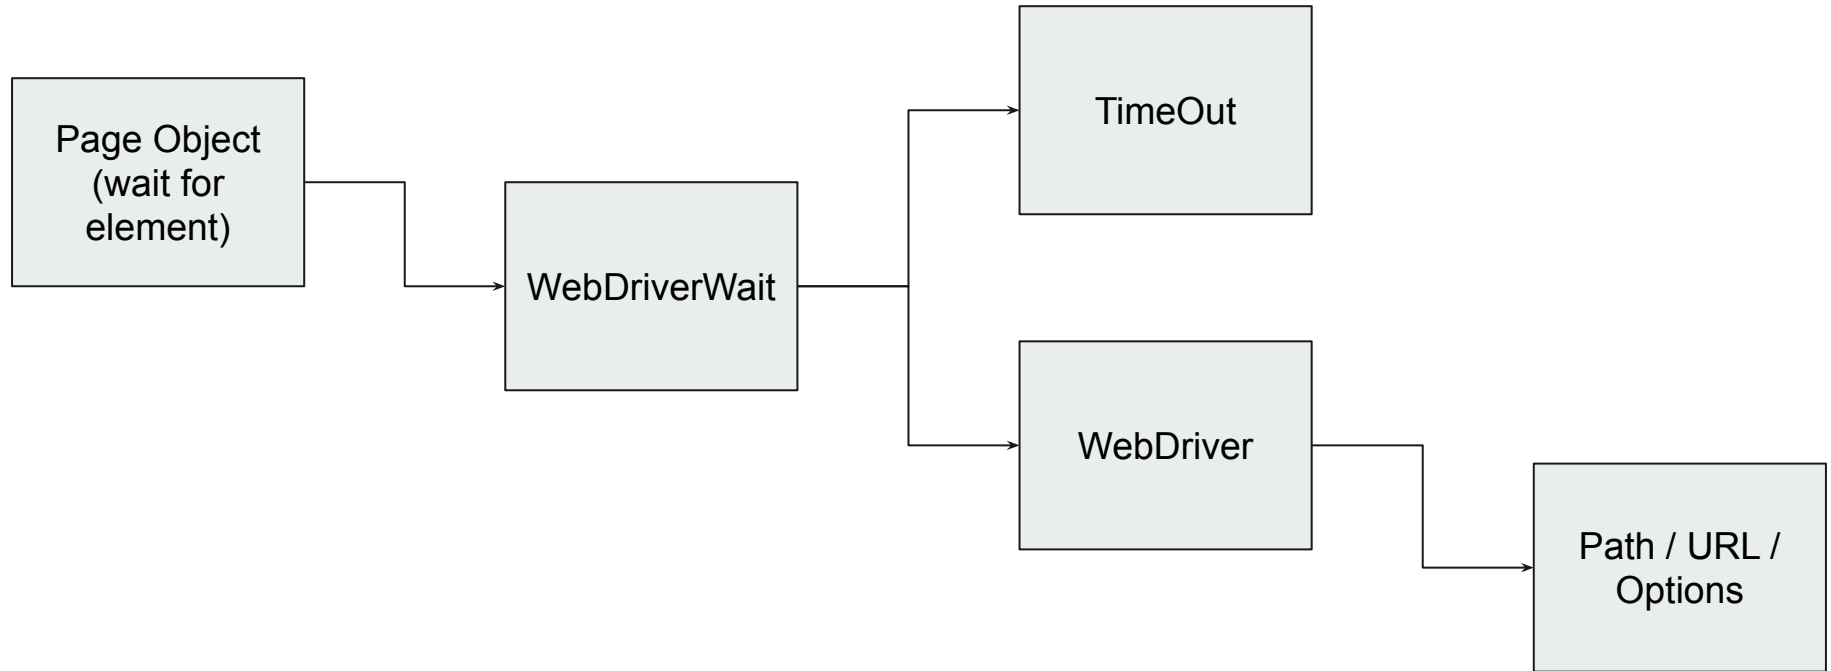 Page Object
(wait for
element)
WebDriverWait
TimeOut
WebDriver
Path / URL /
Options